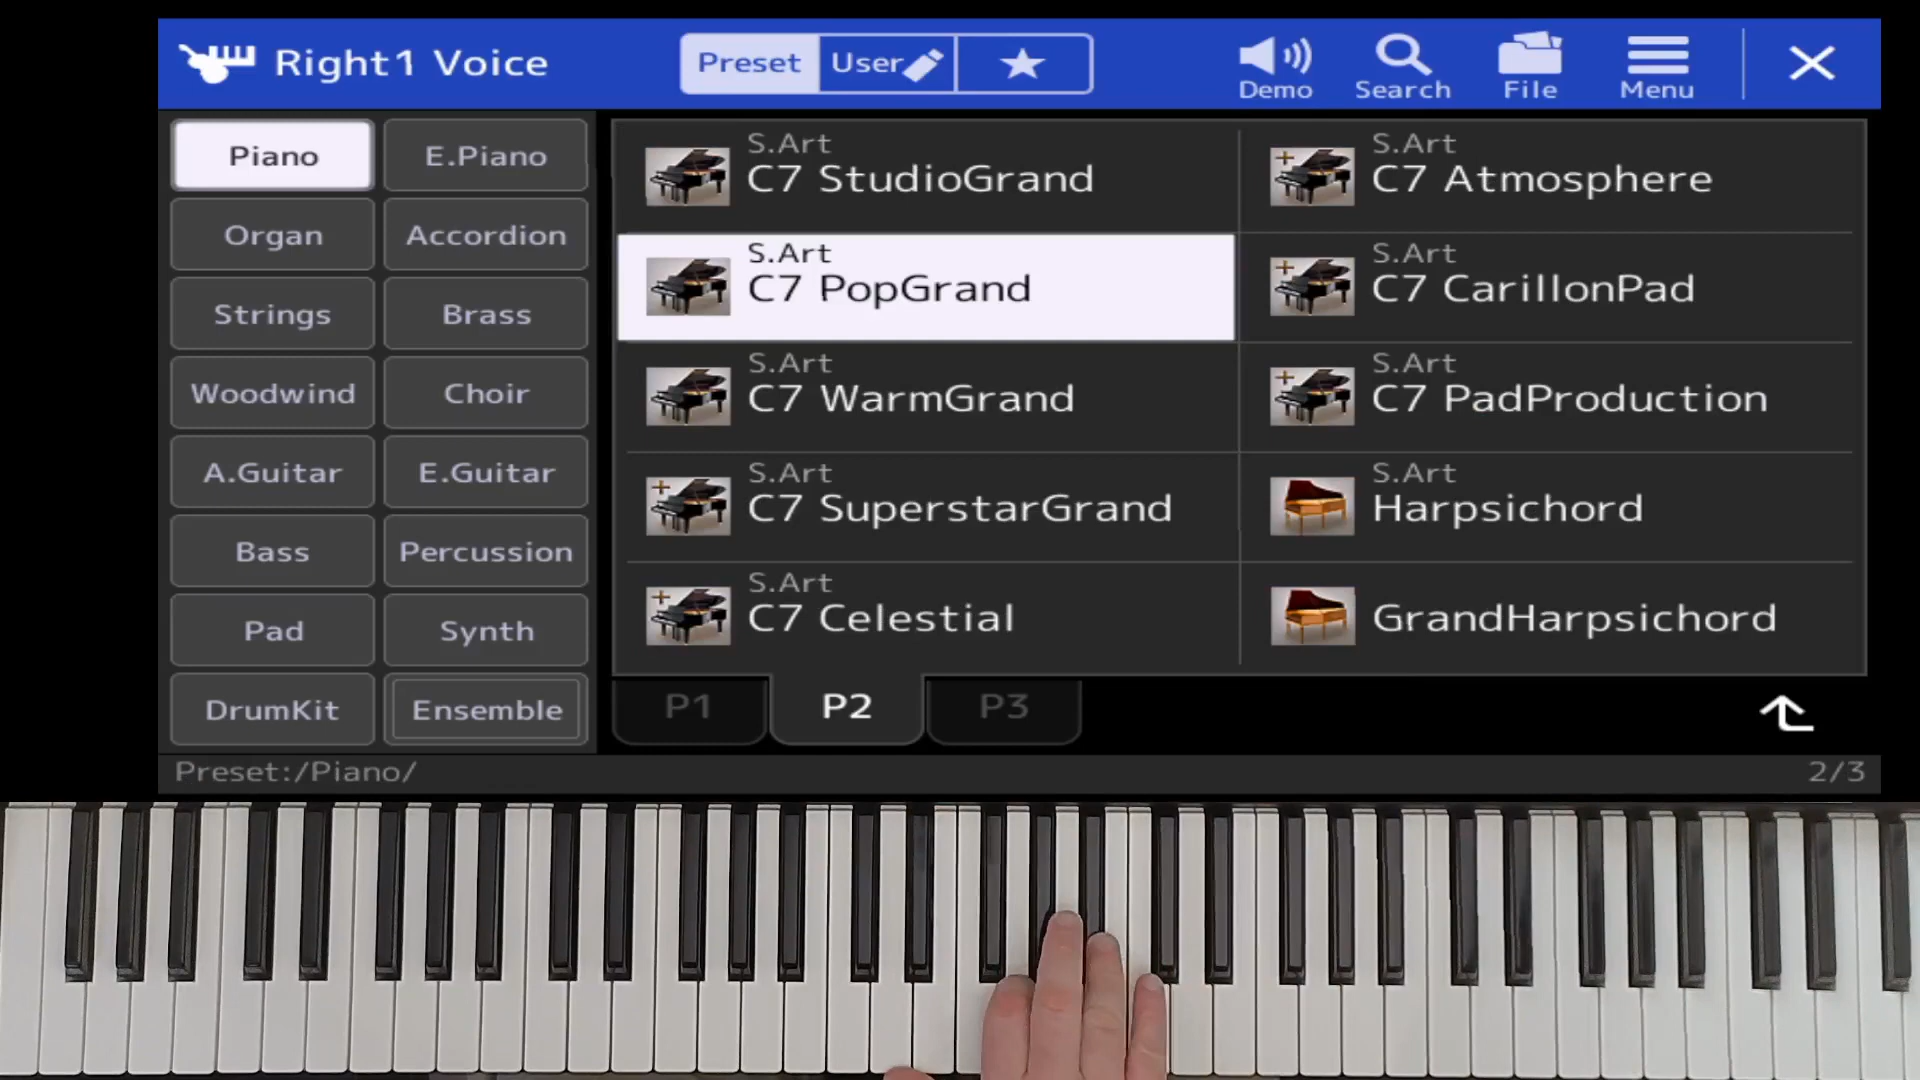 Right1 Voice
Preset
User
Demo
Search
File
Menu
Piano
E.Piano
Organ
Accordion
Strings
Brass
Woodwind
Choir
A.Guitar
E.Guitar
Bass
Percussion
Pad
Synth
DrumKit
Ensemble
S.Art
C7 StudioGrand
S.Art
C7 Atmosphere
S.Art
C7 PopGrand
S.Art
C7 CarillonPad
S.Art
C7 WarmGrand
S.Art
C7 PadProduction
S.Art
C7 SuperstarGrand
S.Art
Harpsichord
S.Art
C7 Celestial
GrandHarpsichord
P1
P2
P3
Preset:/Piano/
2/3